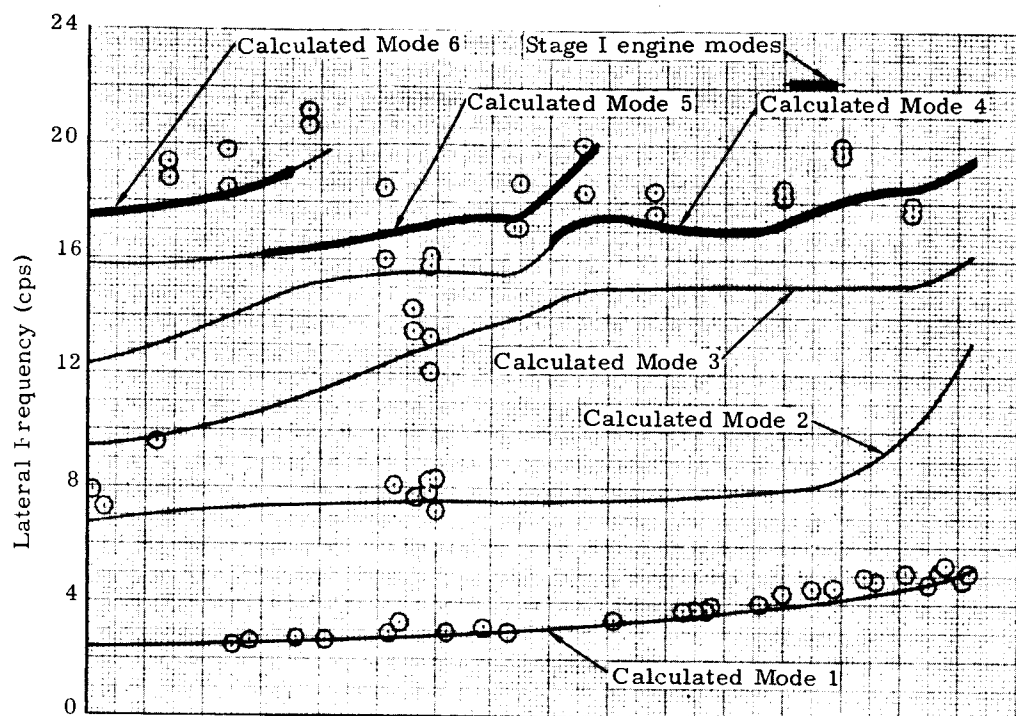 24
Calculated Mode 6
Stage I engine modes
Calculated Mode 5
Calculated Mode 4
20
16
Lateral Frequency (cps)
12
Calculated Mode 3
Calculated Mode 2
8
4
Calculated Mode 1
0